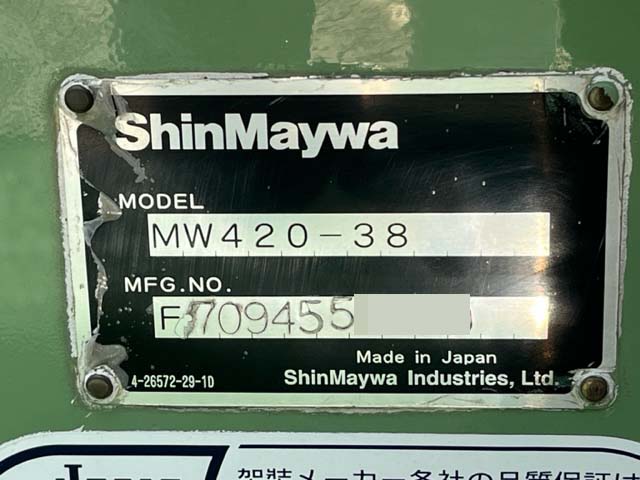 ShinMaywa
MODEL
MW420-38
MFG.NO.
F709455
Made in Japan
4-26572-29-1D
ShinMaywa Industries, Ltd.
架装メーカー各社の品質保証は